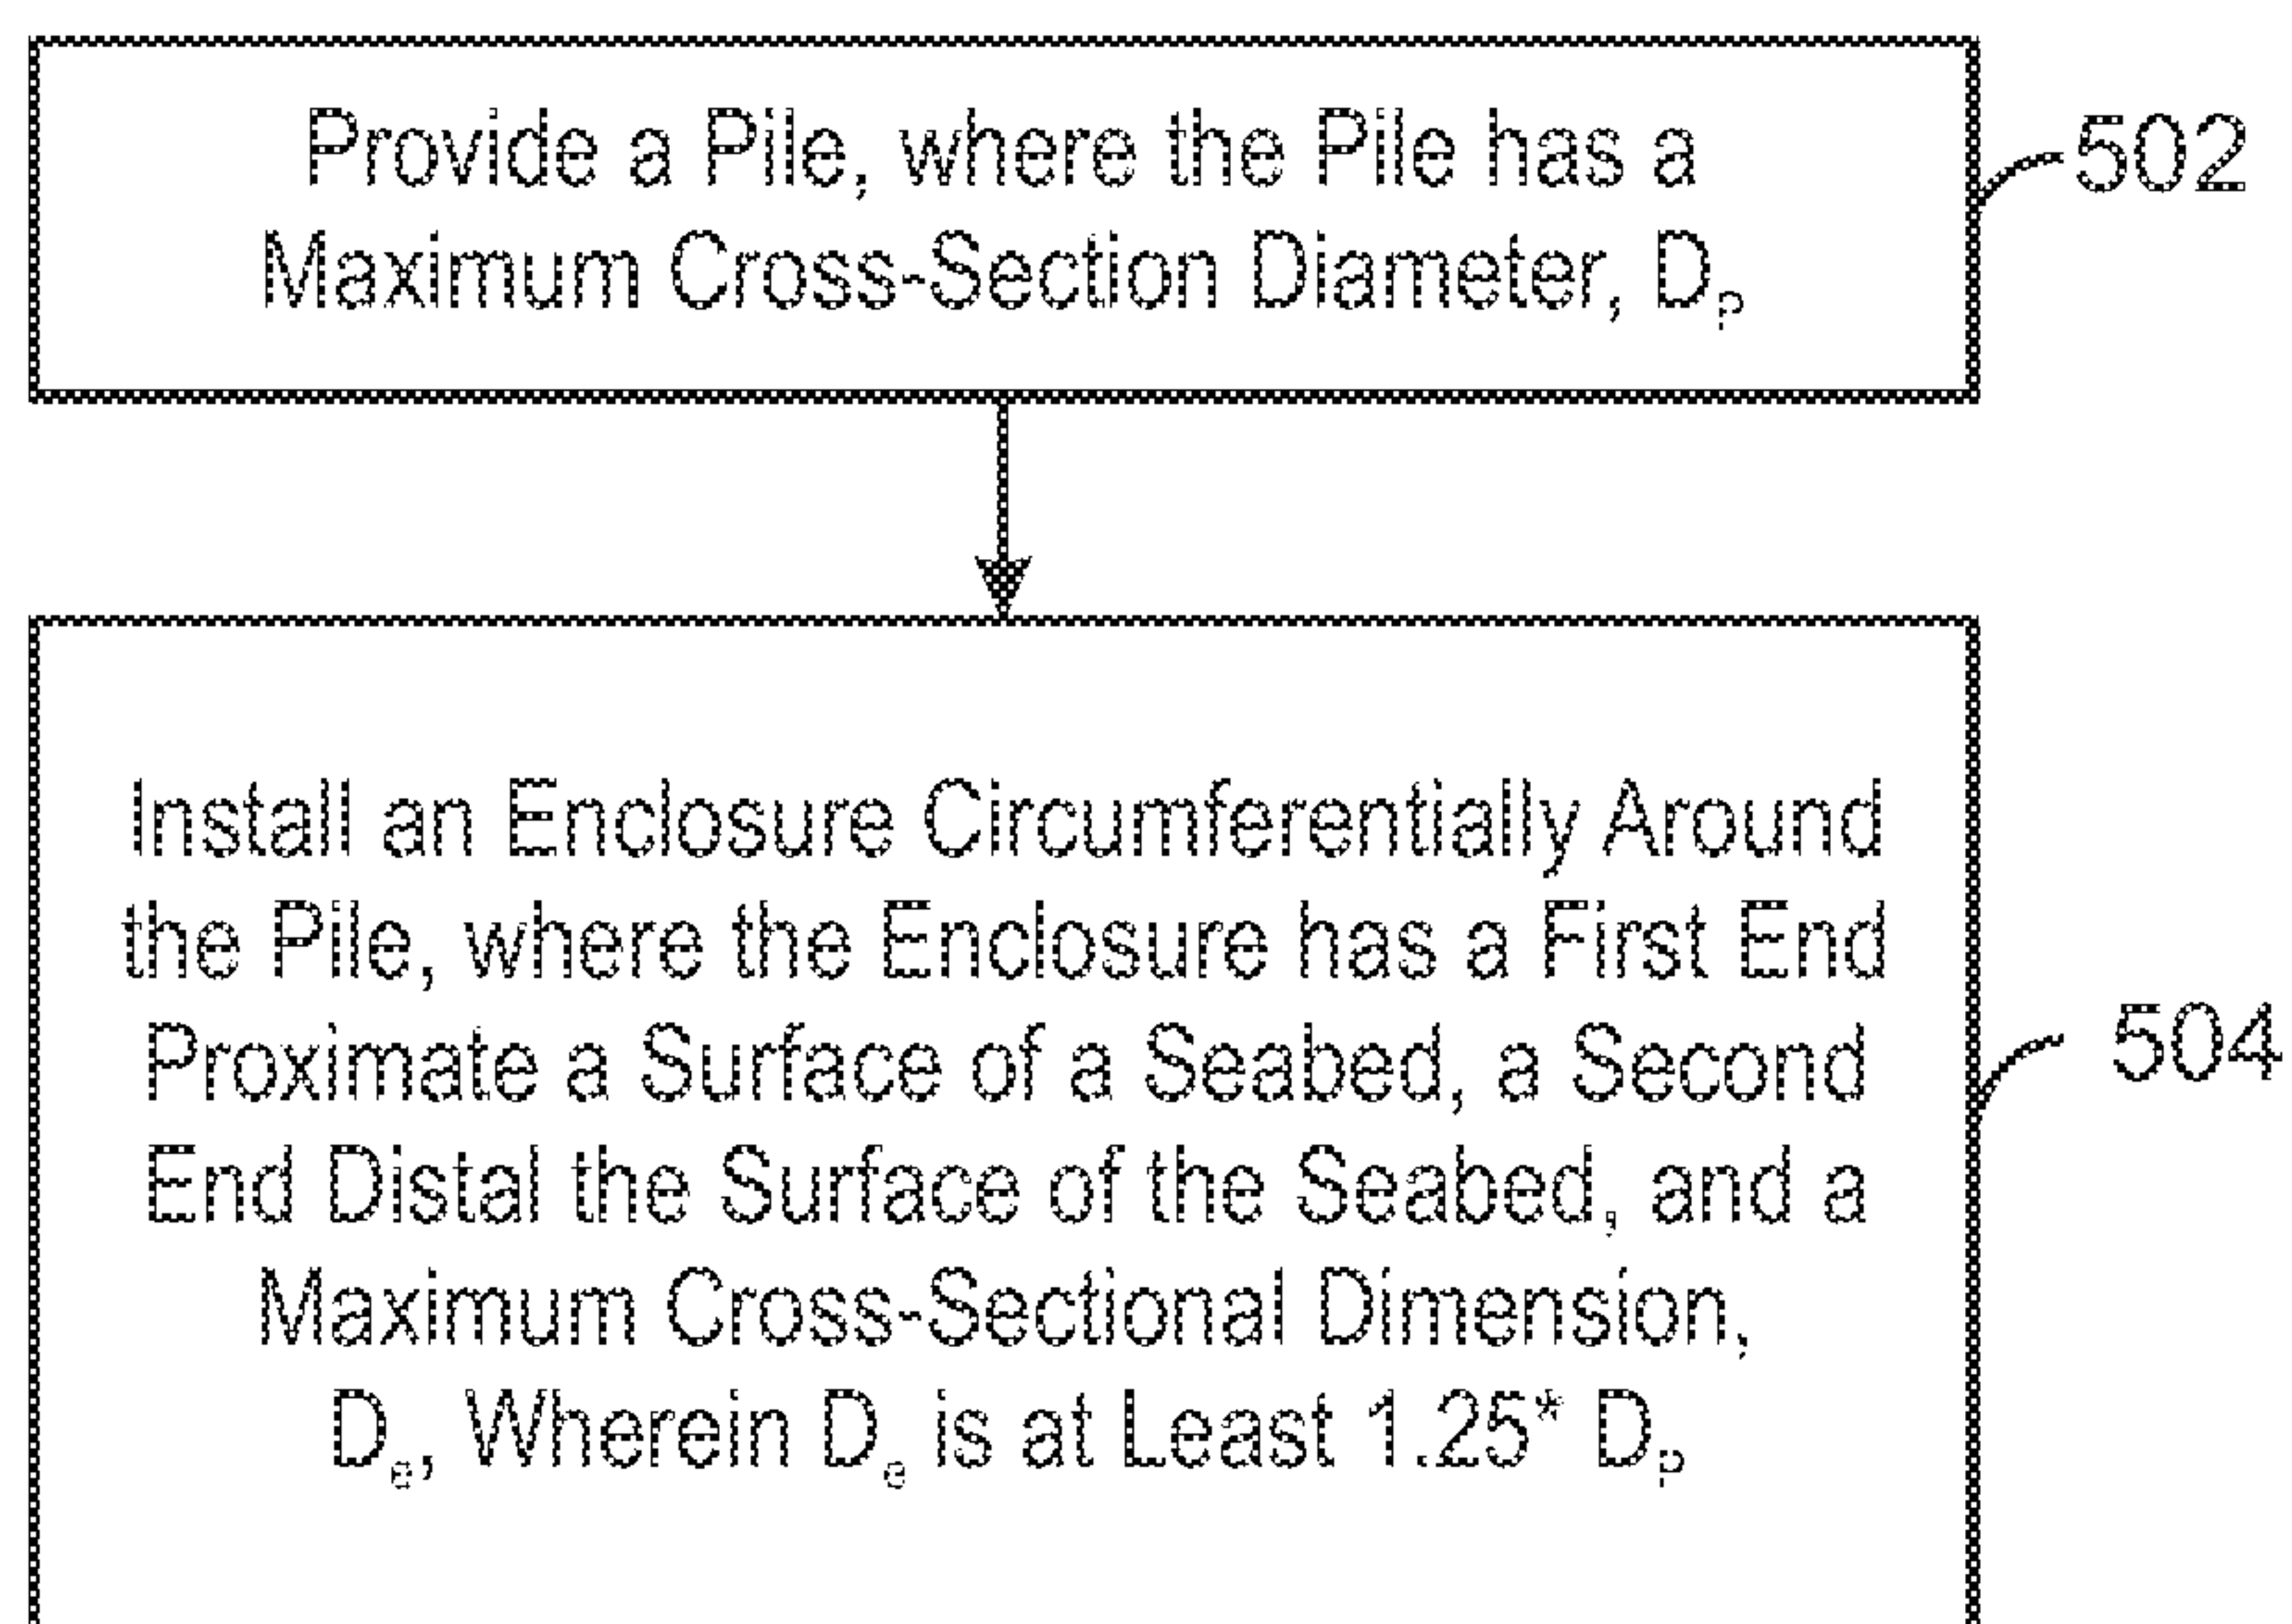 Provide a Pile, where the Pile has a
Maximum Cross-Section Diameter, Dₚ
502
Install an Enclosure Circumferentially Around
the Pile, where the Enclosure has a First End
Proximate a Surface of a Seabed, a Second
End Distal the Surface of the Seabed, and a
Maximum Cross-Sectional Dimension,
Dₑ, Wherein Dₑ is at Least 1.25* Dₚ
504